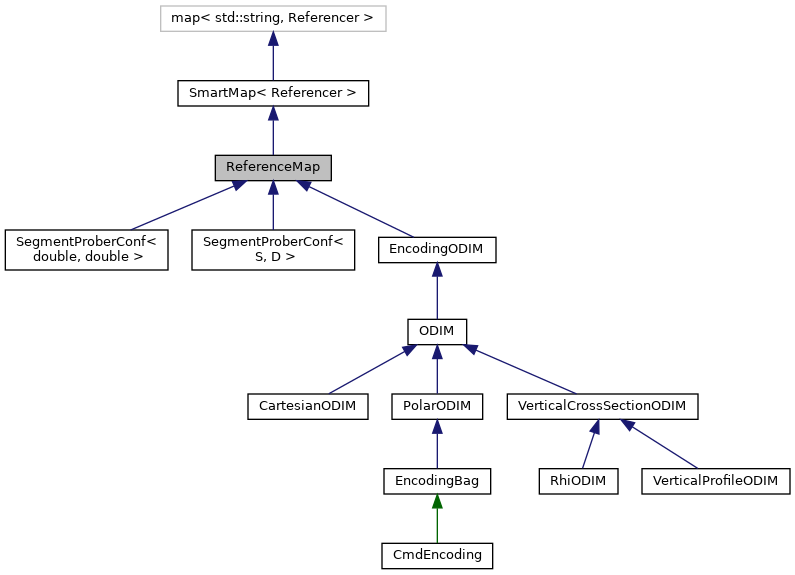 map< std::string, Referencer >
SmartMap< Referencer >
ReferenceMap
SegmentProberConf<
double, double >
SegmentProberConf<
S, D >
EncodingODIM
ODIM
CartesianODIM
PolarODIM
VerticalCrossSectionODIM
EncodingBag
RhiODIM
VerticalProfileODIM
CmdEncoding